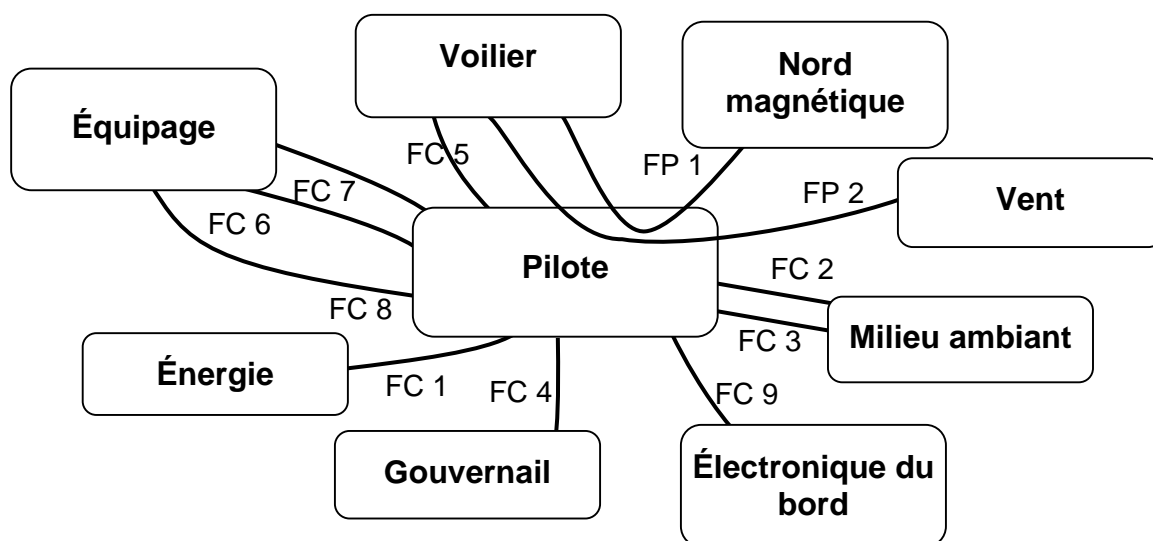 Voilier
Nord
magnétique
Équipage
FC 5
FP 1
FC 7
FP 2
Vent
FC 6
Pilote
FC 2
FC 8
FC 3
Milieu ambiant
Énergie
FC 1
FC 4
FC 9
Gouvernail
Électronique du
bord